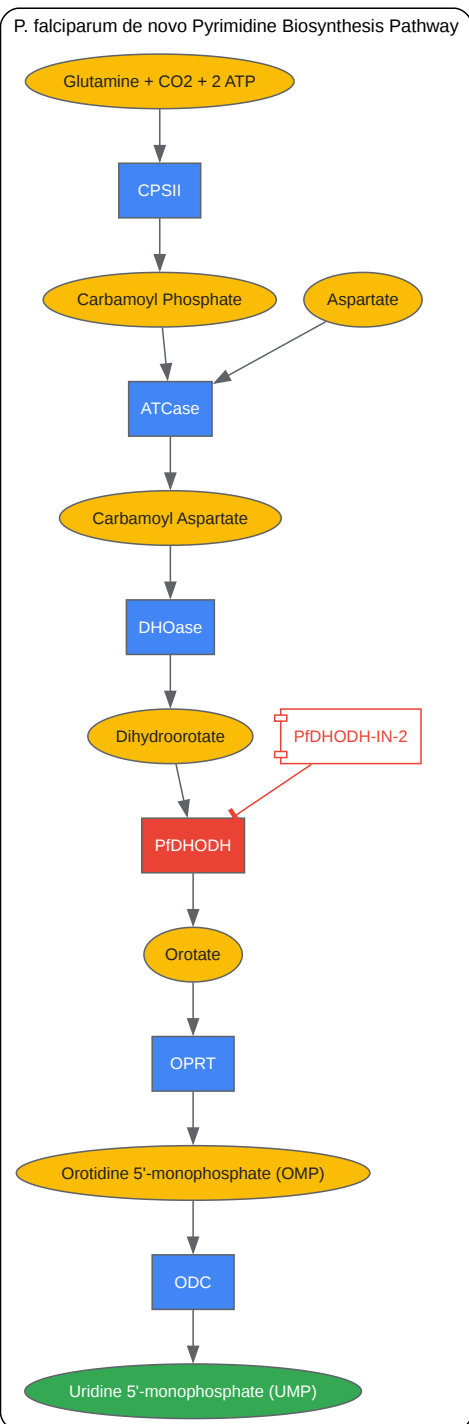 P. falciparum de novo Pyrimidine Biosynthesis Pathway
Glutamine + CO2 + 2 ATP
CPSII
Carbamoyl Phosphate
Aspartate
ATCase
Carbamoyl Aspartate
DHOase
Dihydroorotate
PfDHODH-IN-2
PfDHODH
Orotate
OPRT
Orotidine 5'-monophosphate (OMP)
ODC
Uridine 5'-monophosphate (UMP)